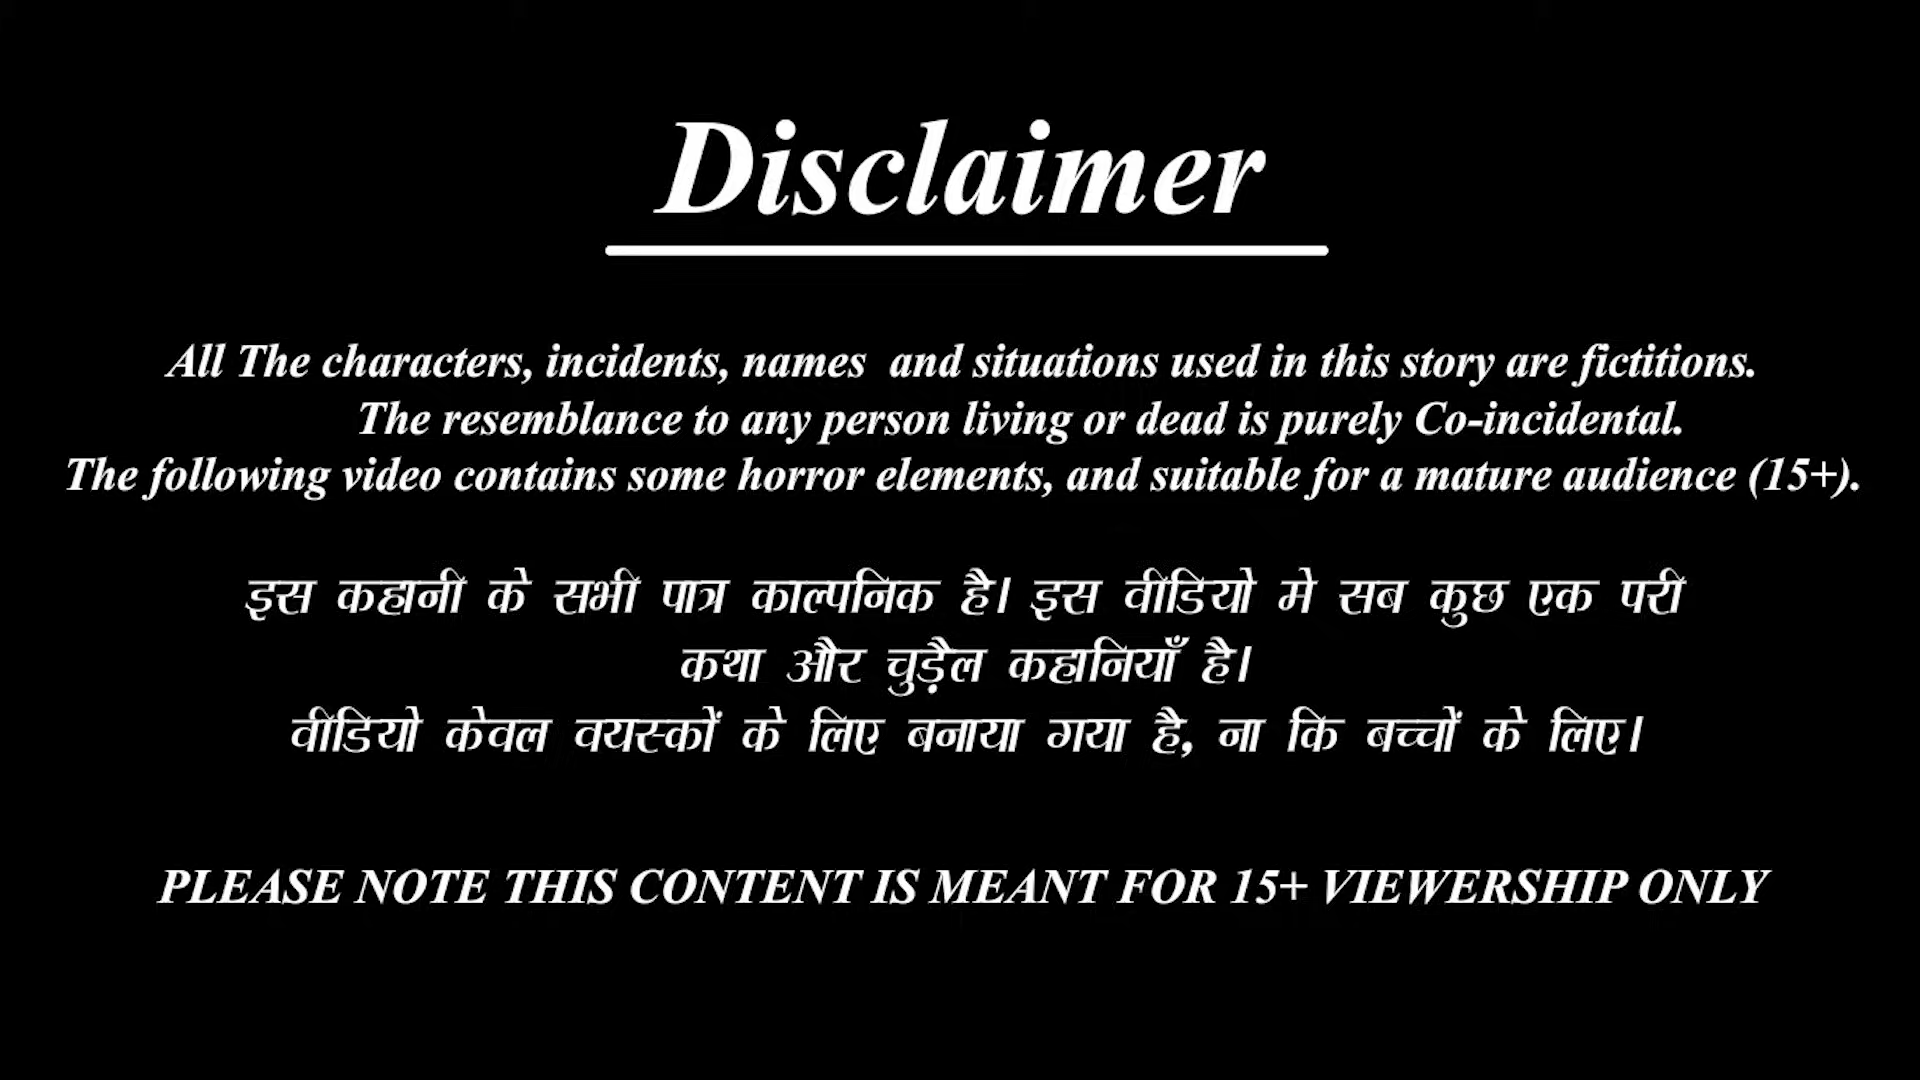 Disclaimer
All The characters, incidents, names and situations used in this story are fictitions.
The resemblance to any person living or dead is purely Co-incidental.
The following video contains some horror elements, and suitable for a mature audience (15+).
इस कहानी के सभी पात्र काल्पनिक है। इस वीडियो मे सब कुछ एक परी
कथा और चुड़ैल कहानियाँ है।
वीडियो केवल वयस्कों के लिए बनाया गया है, ना कि बच्चों के लिए।
PLEASE NOTE THIS CONTENT IS MEANT FOR 15+ VIEWERSHIP ONLY